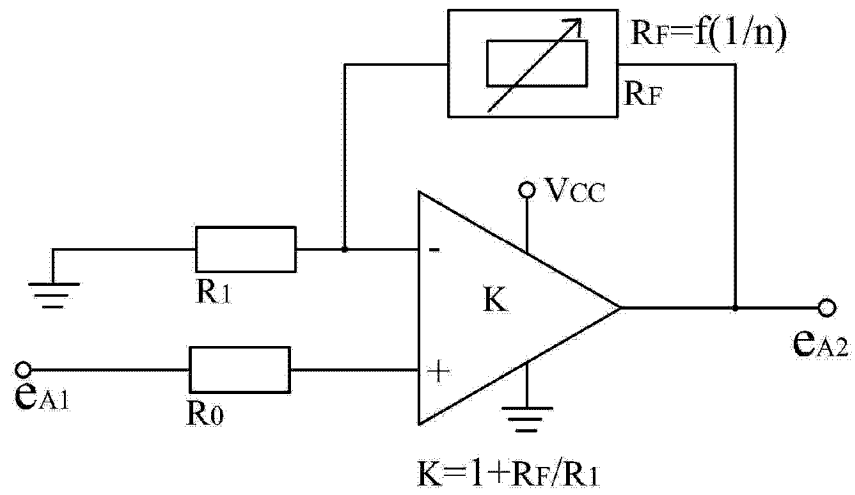 RF=f(1/n)
RF
VCC
-
R1
K
eA2
+
eA1
R0
K=1+RF/R1